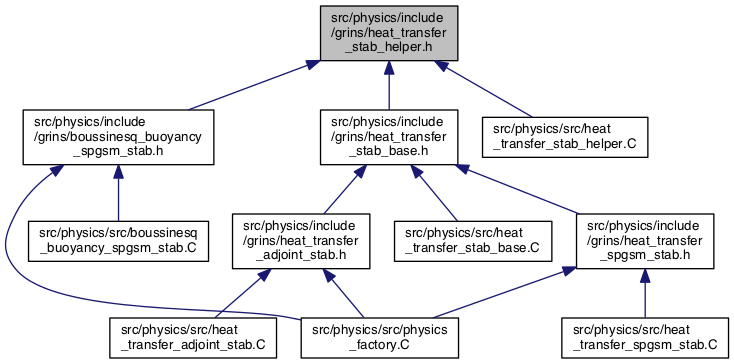 src/physics/include
/grins/heat_transfer
_stab_helper.h
src/physics/include
/grins/boussinesq_buoyancy
_spgsm_stab.h
src/physics/include
/grins/heat_transfer
_stab_base.h
src/physics/src/heat
_transfer_stab_helper.C
src/physics/src/boussinesq
_buoyancy_spgsm_stab.C
src/physics/include
/grins/heat_transfer
_adjoint_stab.h
src/physics/src/heat
_transfer_stab_base.C
src/physics/include
/grins/heat_transfer
_spgsm_stab.h
src/physics/src/heat
_transfer_adjoint_stab.C
src/physics/src/physics
_factory.C
src/physics/src/heat
_transfer_spgsm_stab.C